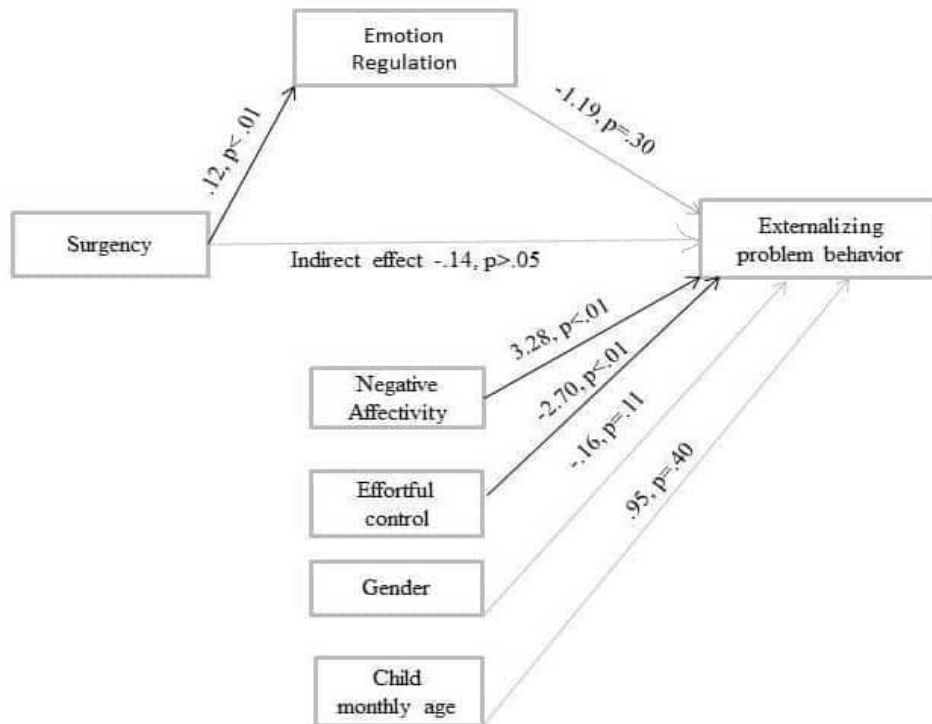 Emotion
Regulation
.12, p< .01
-1.19, p=.30
Surgency
Externalizing
problem behavior
Indirect effect -.14, p>.05
3.28, p<.01
Negative
Affectivity
-2.70, p<.01
-.16, p=.11
Effortful
control
.95, p=.40
Gender
Child
monthly age